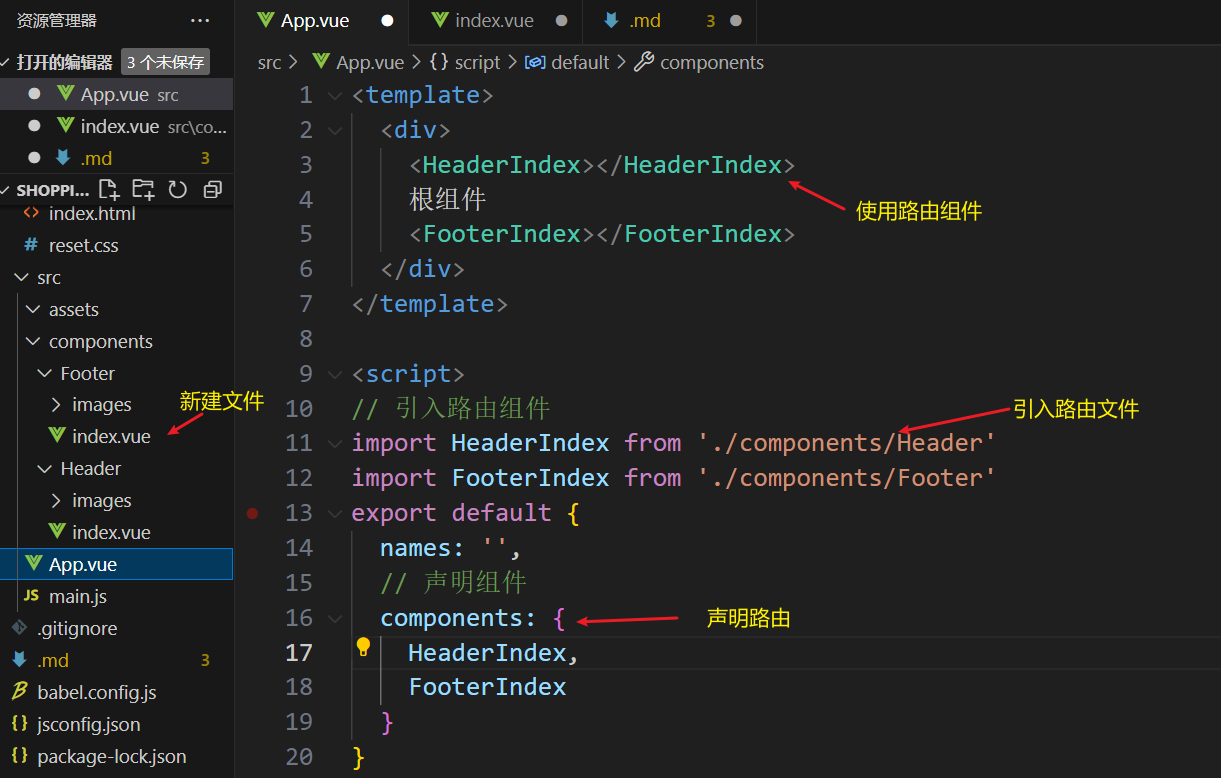 资源管理器 ···
打开的编辑器 3 个未保存
App.vue src
index.vue src\co...
.md 3
SHOPPI...
index.html
# reset.css
src
assets
components
Footer
images
index.vue
新建文件
Header
images
index.vue
App.vue
JS main.js
.gitignore
.md 3
babel.config.js
{} jsconfig.json
{} package-lock.json
App.vue
index.vue
.md 3
src > App.vue > {} script > default > components
1 <template>
2 <div>
3 <HeaderIndex></HeaderIndex>
使用路由组件
4 根组件
5 <FooterIndex></FooterIndex>
6 </div>
7 </template>
8
9 <script>
10 // 引入路由组件
引入路由文件
11 import HeaderIndex from './components/Header'
12 import FooterIndex from './components/Footer'
13 export default {
14 names: '',
15 // 声明组件
16 components: {
声明路由
17 HeaderIndex,
18 FooterIndex
19 }
20 }